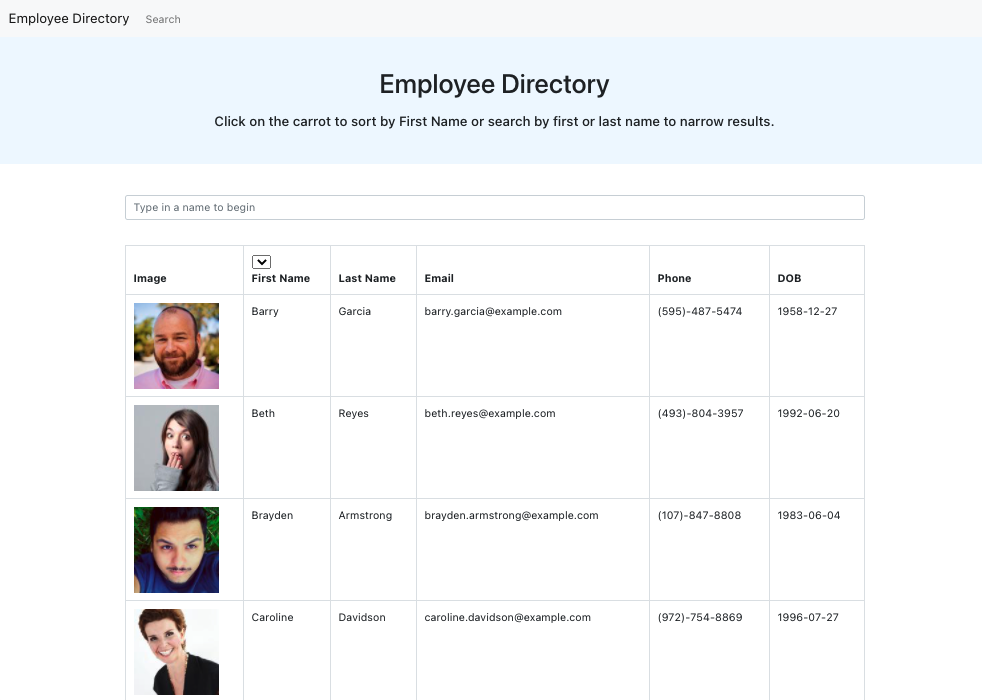 Employee Directory Search
Employee Directory
Click on the carrot to sort by First Name or search by first or last name to narrow results.
Type in a name to begin
Image First Name Last Name Email Phone DOB
Barry Garcia barry.garcia@example.com (595)-487-5474 1958-12-27
Beth Reyes beth.reyes@example.com (493)-804-3957 1992-06-20
Brayden Armstrong brayden.armstrong@example.com (107)-847-8808 1983-06-04
Caroline Davidson caroline.davidson@example.com (972)-754-8869 1996-07-27